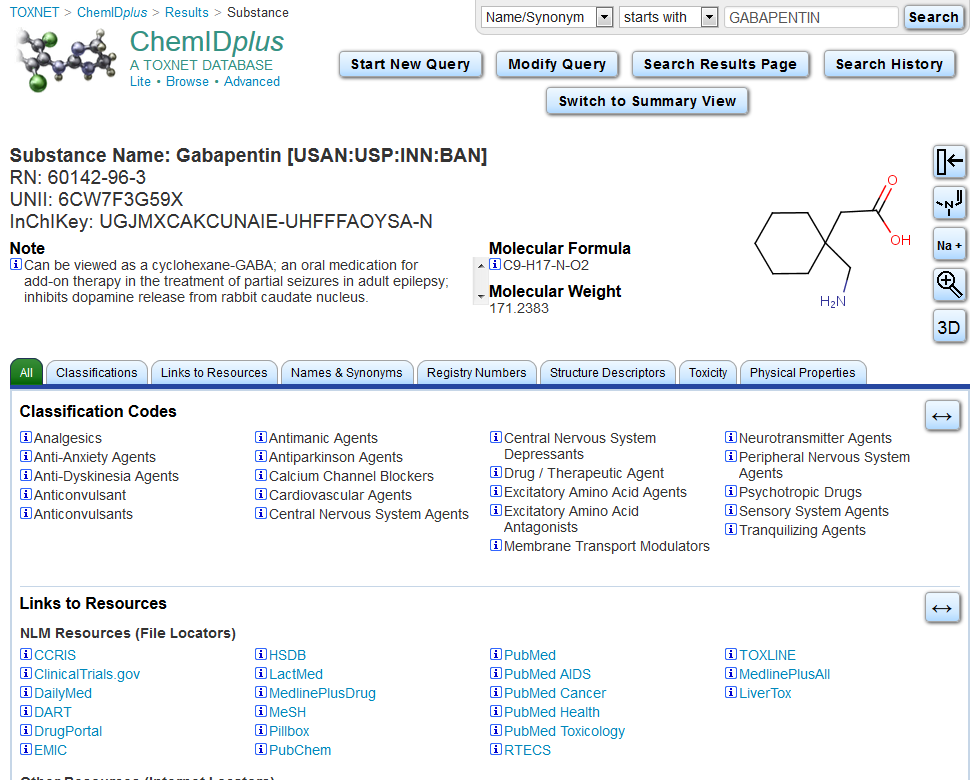 TOXNET > ChemIDplus > Results > Substance
Name/Synonym starts with GABAPENTIN Search
ChemIDplus
A TOXNET DATABASE
Lite • Browse • Advanced
Start New Query Modify Query Search Results Page Search History
Switch to Summary View
Substance Name: Gabapentin [USAN:USP:INN:BAN]
RN: 60142-96-3
UNII: 6CW7F3G59X
InChIKey: UGJMXCAKCUNAIE-UHFFFAOYSA-N
Note
Can be viewed as a cyclohexane-GABA; an oral medication for
add-on therapy in the treatment of partial seizures in adult epilepsy;
inhibits dopamine release from rabbit caudate nucleus.
Molecular Formula
C9-H17-N-O2
Molecular Weight
171.2383
O
OH
H2N
N
Na +
3D
All Classifications Links to Resources Names & Synonyms Registry Numbers Structure Descriptors Toxicity Physical Properties
Classification Codes
Analgesics
Anti-Anxiety Agents
Anti-Dyskinesia Agents
Anticonvulsant
Anticonvulsants
Antimanic Agents
Antiparkinson Agents
Calcium Channel Blockers
Cardiovascular Agents
Central Nervous System Agents
Central Nervous System
Depressants
Drug / Therapeutic Agent
Excitatory Amino Acid Agents
Excitatory Amino Acid
Antagonists
Membrane Transport Modulators
Neurotransmitter Agents
Peripheral Nervous System
Agents
Psychotropic Drugs
Sensory System Agents
Tranquilizing Agents
Links to Resources
NLM Resources (File Locators)
CCRIS
ClinicalTrials.gov
DailyMed
DART
DrugPortal
EMIC
HSDB
LactMed
MedlinePlusDrug
MeSH
Pillbox
PubChem
PubMed
PubMed AIDS
PubMed Cancer
PubMed Health
PubMed Toxicology
RTECS
TOXLINE
MedlinePlusAll
LiverTox
Other Resources (Internet Locators)